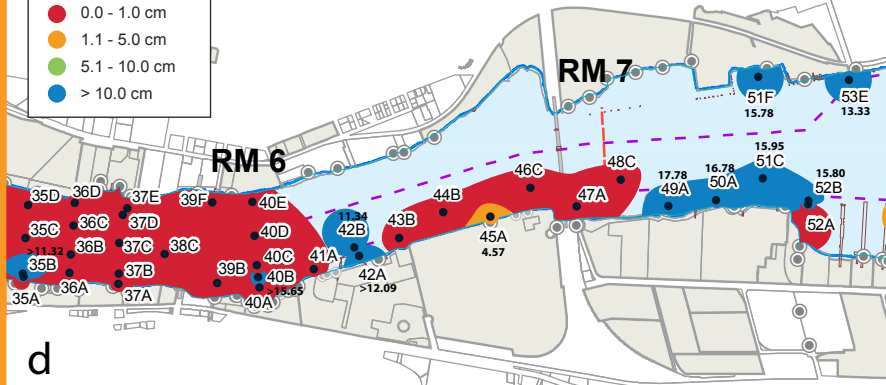 0.0 - 1.0 cm
1.1 - 5.0 cm
5.1 - 10.0 cm
> 10.0 cm
RM 6
RM 7
35D
36D
37E
39F
40E
35C
36C
37D
40D
>11.32
35B
36B
37C
38C
40C
35A
36A
37B
37A
39B
40B
>15.65
40A
41A
11.34
42B
42A
>12.09
43B
44B
45A
4.57
46C
47A
48C
17.78
49A
16.78
50A
15.95
51C
15.80
52B
52A
51F
15.78
53E
13.33
d